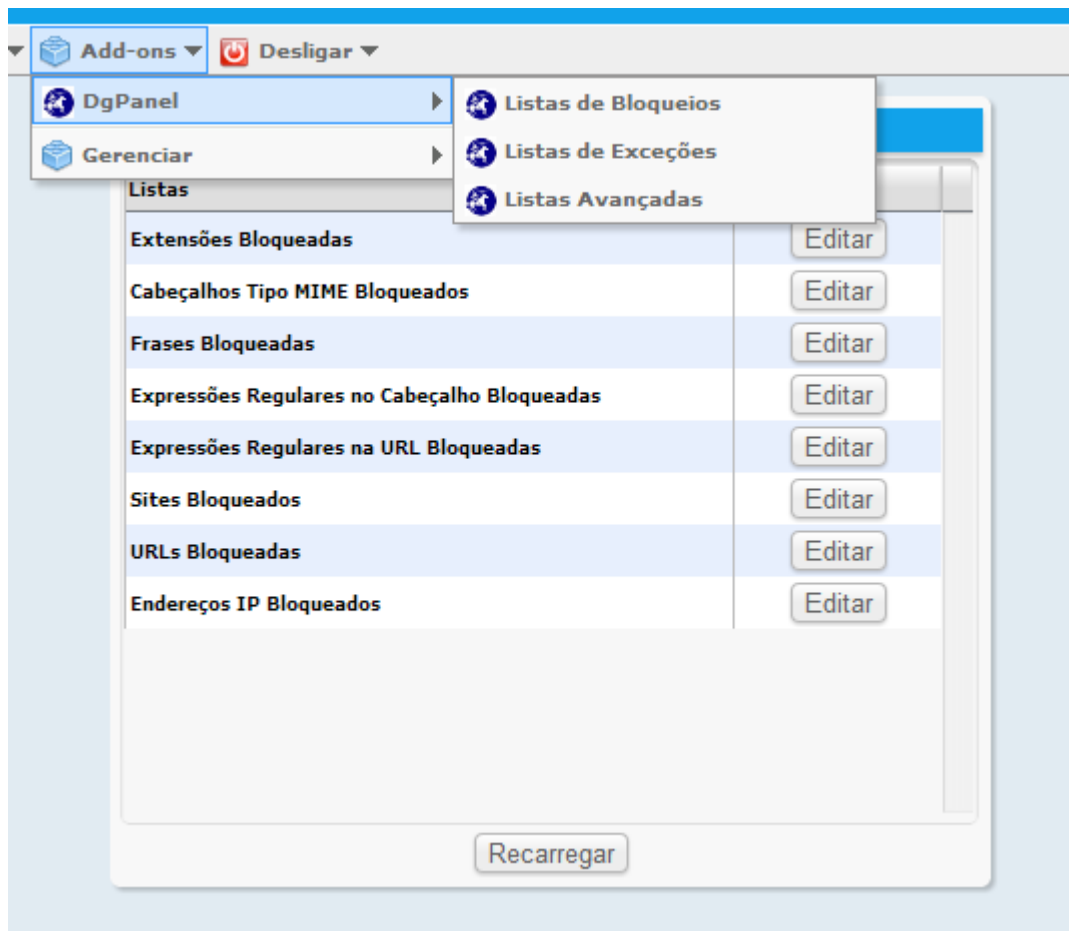 Add-ons Desligar
DgPanel Listas de Bloqueios
Gerenciar Listas de Exceções
Listas Listas Avançadas
Extensões Bloqueadas Editar
Cabeçalhos Tipo MIME Bloqueados Editar
Frases Bloqueadas Editar
Expressões Regulares no Cabeçalho Bloqueadas Editar
Expressões Regulares na URL Bloqueadas Editar
Sites Bloqueados Editar
URLs Bloqueadas Editar
Endereços IP Bloqueados Editar
Recarregar